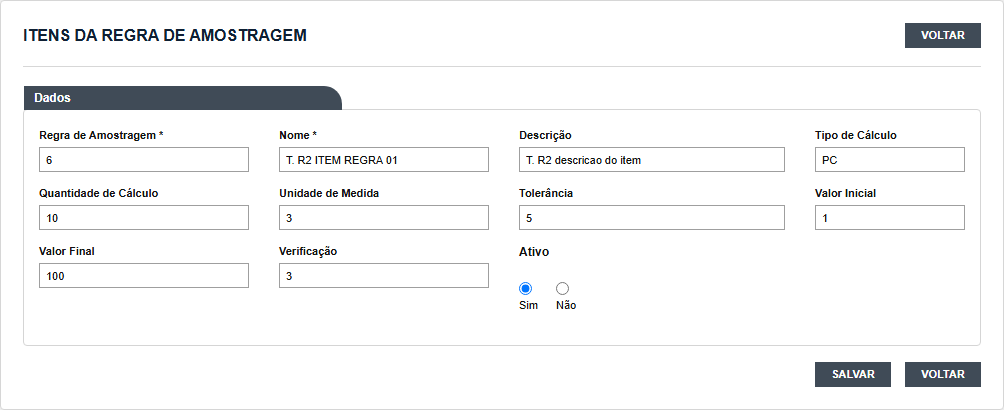 ITENS DA REGRA DE AMOSTRAGEM
VOLTAR
Dados
Regra de Amostragem *
Nome *
Descrição
Tipo de Cálculo
6
T. R2 ITEM REGRA 01
T. R2 descricao do item
PC
Quantidade de Cálculo
Unidade de Medida
Tolerância
Valor Inicial
10
3
5
1
Valor Final
Verificação
Ativo
100
3
Sim
Não
SALVAR
VOLTAR